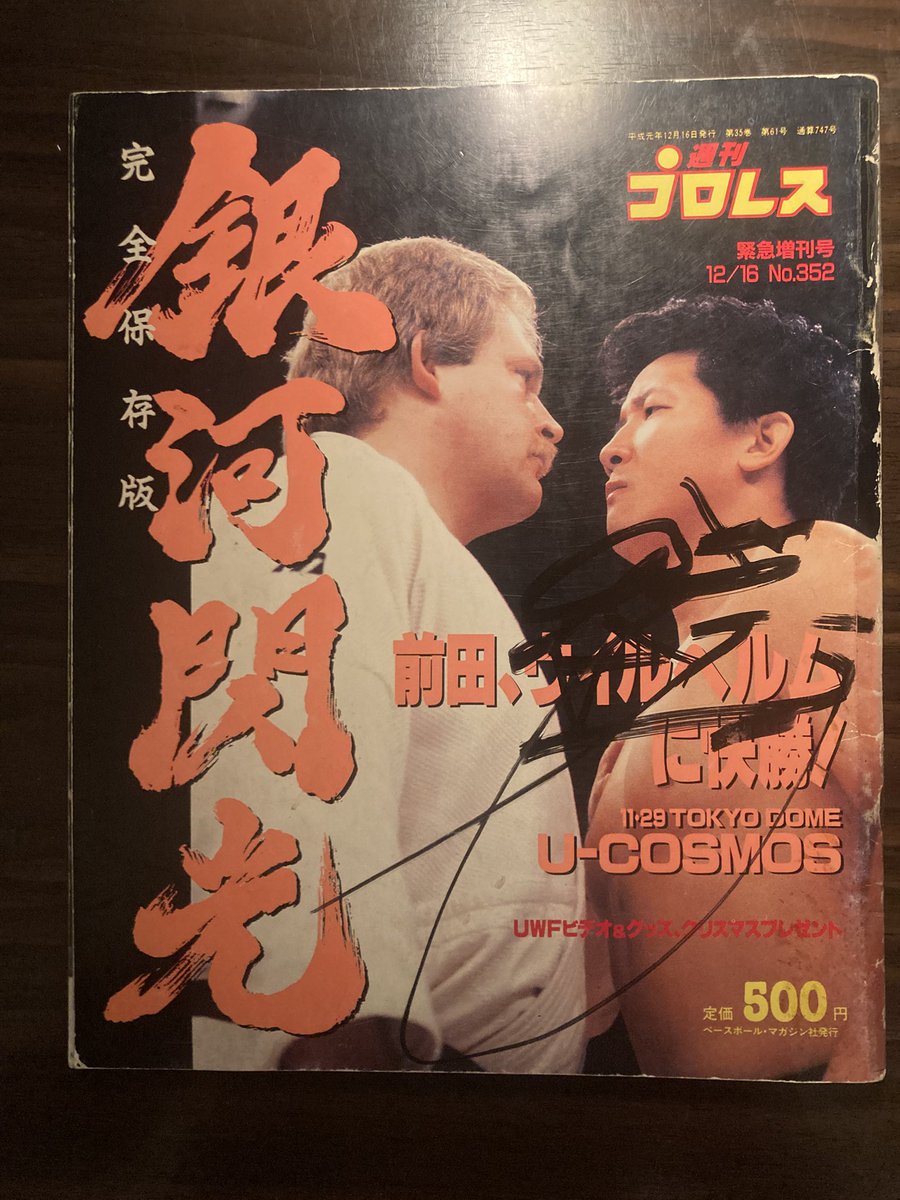 平成元年12月16日発行 第35巻 第61号 通算747号
週刊
プロレス
緊急増刊号
12/16 No.352
完全保存版
銀河閃光
前田、ウイルヘルム
に快勝!
11・29 TOKYO DOME
U-COSMOS
UWFビデオ&グッズ、クリスマスプレゼント
定価 500円
ベースボール・マガジン社発行